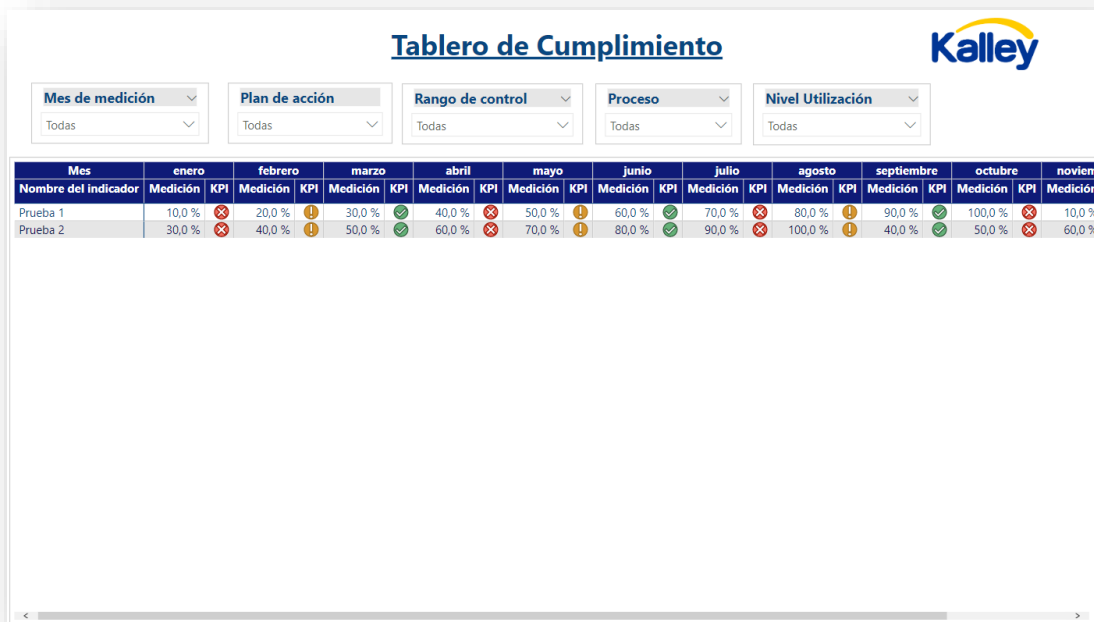 Tablero de Cumplimiento
Kalley
Mes de medición Plan de acción Rango de control Proceso Nivel Utilización
Todas Todas Todas Todas Todas
Mes enero febrero marzo abril mayo junio julio agosto septiembre octubre noviem
Nombre del indicador Medición KPI Medición KPI Medición KPI Medición KPI Medición KPI Medición KPI Medición KPI Medición KPI Medición KPI Medición KPI Medición
Prueba 1 10,0 % 20,0 % 30,0 % 40,0 % 50,0 % 60,0 % 70,0 % 80,0 % 90,0 % 100,0 % 10,0 %
Prueba 2 30,0 % 40,0 % 50,0 % 60,0 % 70,0 % 80,0 % 90,0 % 100,0 % 40,0 % 50,0 % 60,0 %